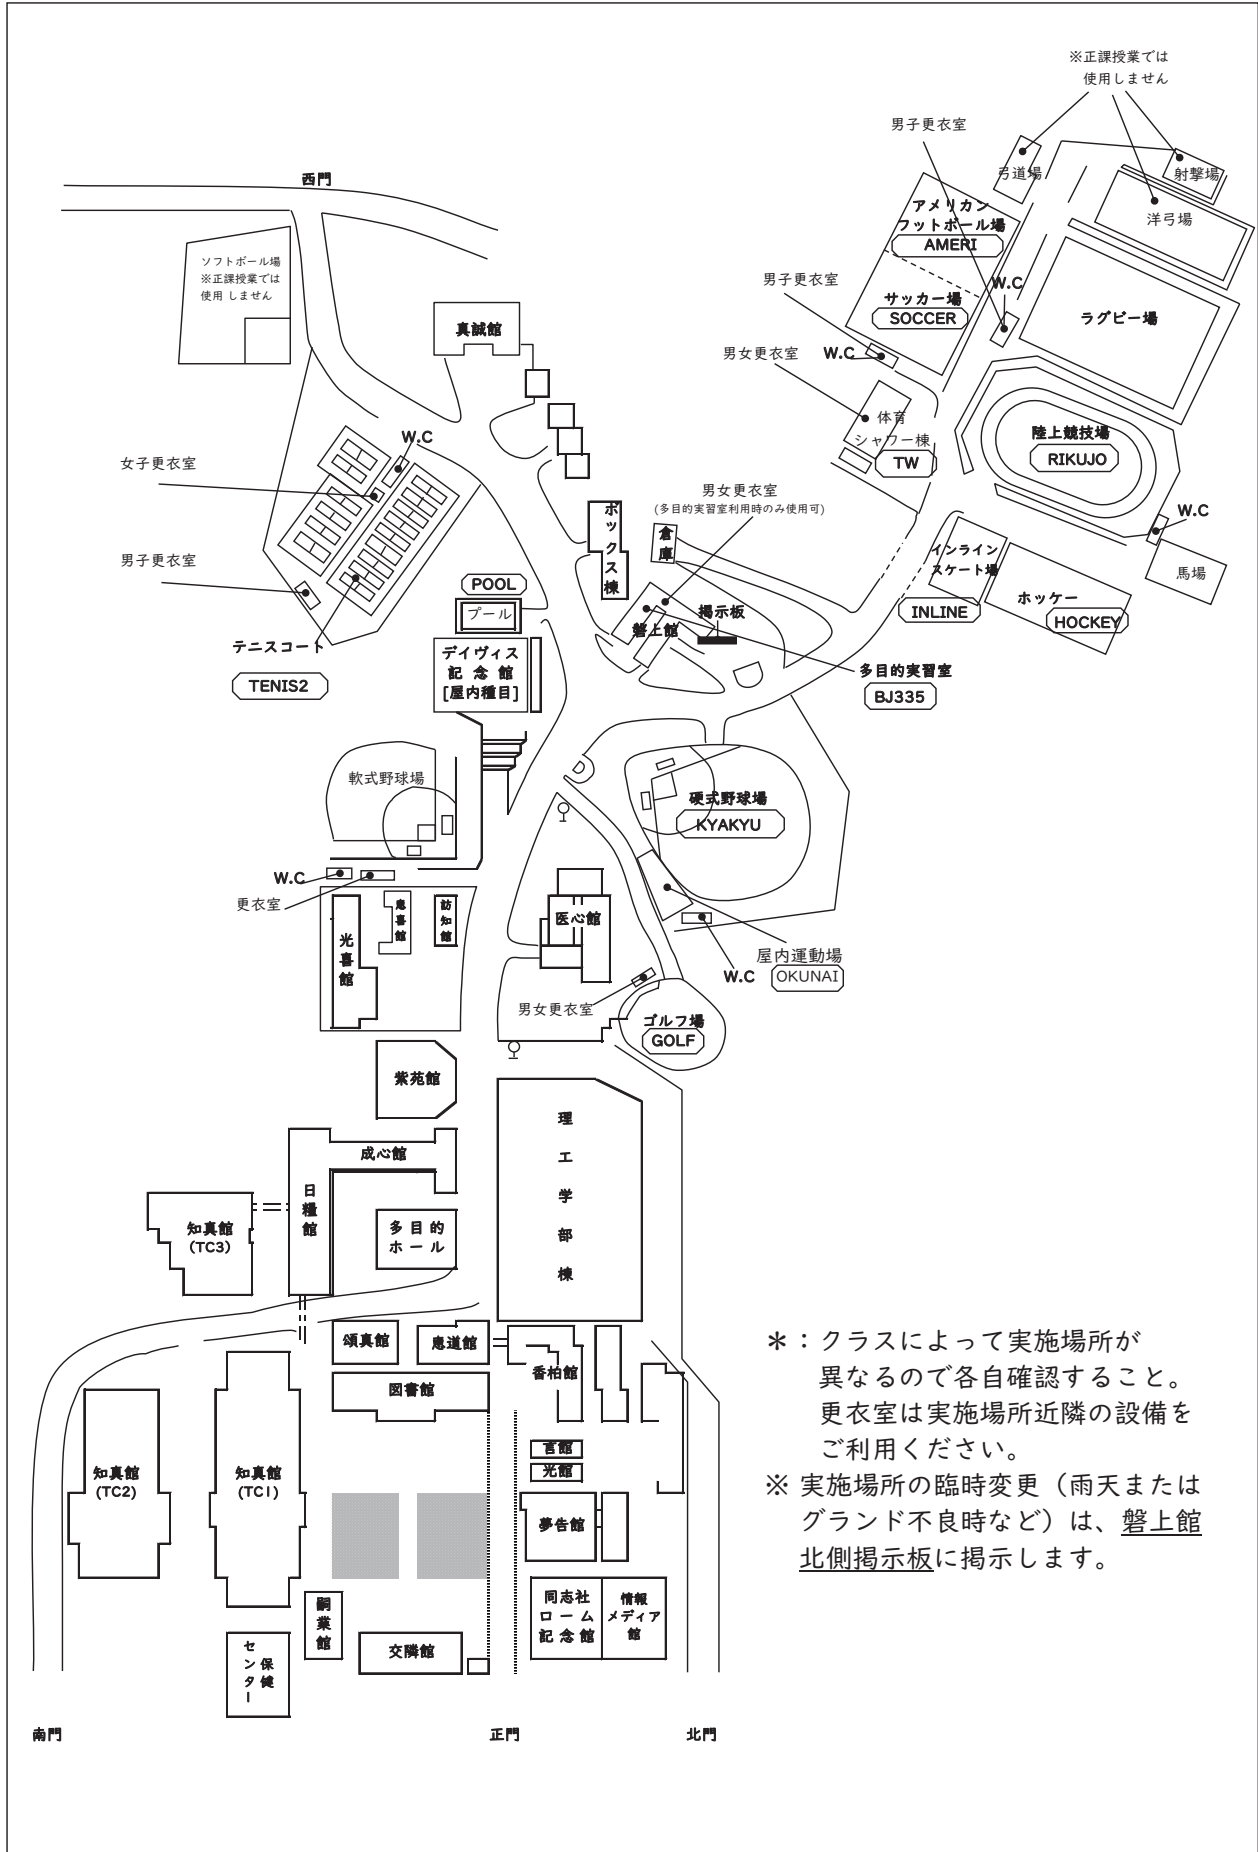 ※正課授業では
使用しません
男子更衣室
弓道場
射撃場
西門
アメリカン
フットボール場
AMERI
洋弓場
ソフトボール場
※正課授業では
使用 しません
男子更衣室
W.C
サッカー場
SOCCER
ラグビー場
真誠館
男女更衣室
W.C
体育
シャワー棟
TW
陸上競技場
RIKUJO
W.C
女子更衣室
男女更衣室
(多目的実習室利用時のみ使用可)
W.C
ボックス棟
倉庫
男子更衣室
インライン
スケート場
馬場
POOL
プール
ホッケー
INLINE
HOCKEY
掲示板
磐上館
テニスコート
TENIS2
デイヴィス
記 念 館
[屋内種目]
多目的実習室
BJ335
軟式野球場
硬式野球場
KYAKYU
W.C
更衣室
恵喜館
訪知館
医心館
光喜館
屋内運動場
W.C
OKUNAI
男女更衣室
ゴルフ場
GOLF
紫苑館
理工学部棟
成心館
日糧館
知真館
(TC3)
多 目 的
ホ ー ル
頌真館
恵道館
香柏館
図書館
＊：クラスによって実施場所が
異なるので各自確認すること。
更衣室は実施場所近隣の設備を
ご利用ください。
※ 実施場所の臨時変更（雨天または
グランド不良時など）は、磐上館
北側掲示板に掲示します。
言館
光館
知真館
(TC2)
知真館
(TC1)
夢告館
同志社
ロ ー ム
記 念 館
情報
メディア
館
嗣業館
交隣館
保健
センター
南門
正門
北門